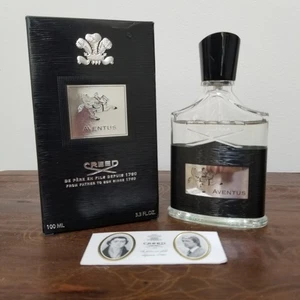 AVENTUS
CREED
DE PÈRE EN FILS DEPUIS 1760
FROM FATHER TO SON SINCE 1760
100 ML
3.3 FL.OZ.
AVENTUS
CREED